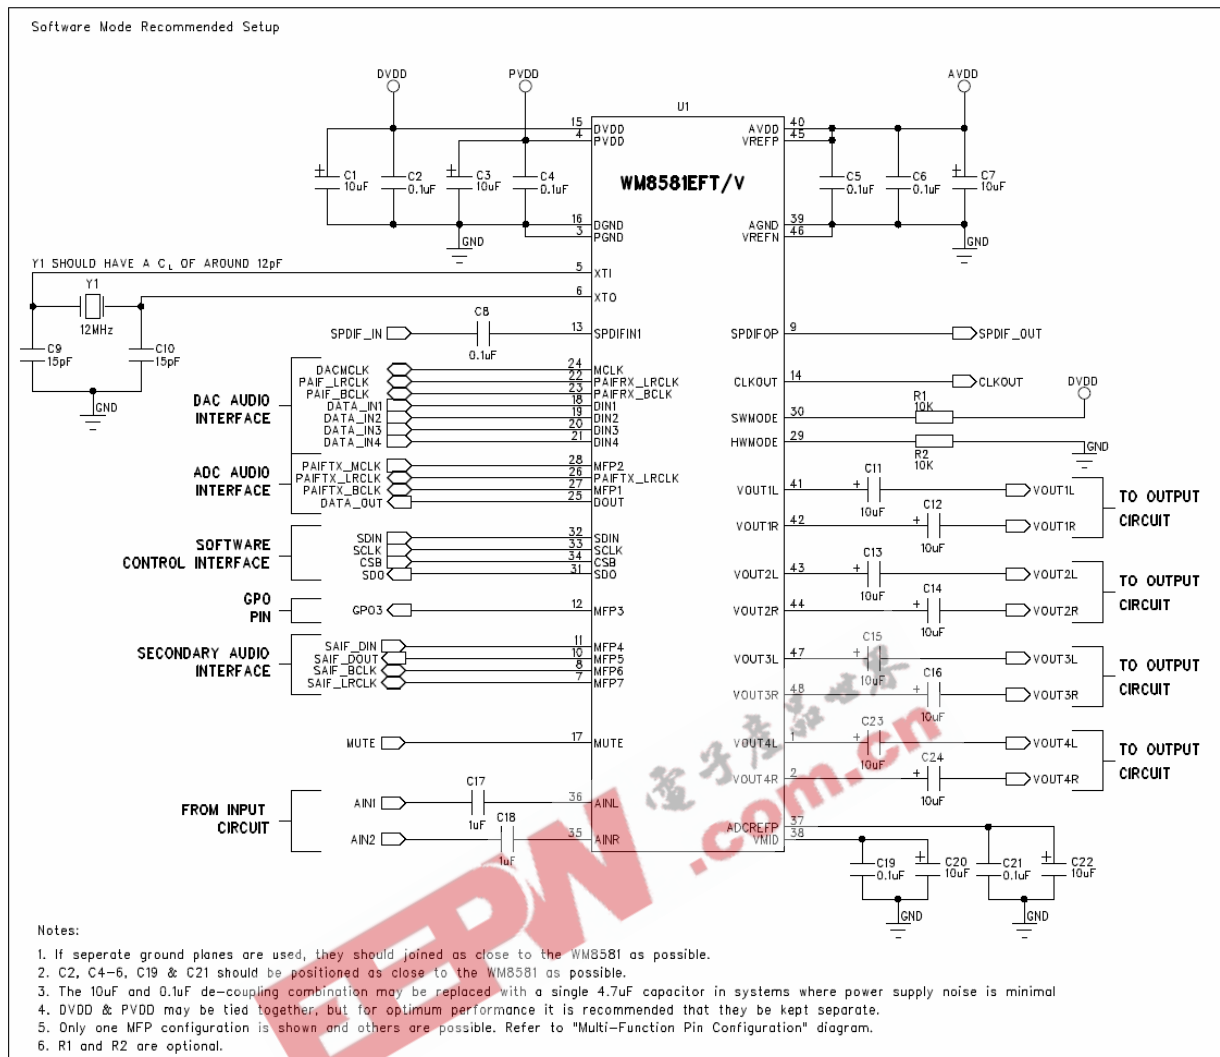 Software Mode Recommended Setup
DVDD
PVDD
AVDD
U1
WM8581EFT/V
15 DVDD
4 PVDD
AVDD 40
VREFP 45
C1 10uF
C2 0.1uF
C3 10uF
C4 0.1uF
C5 0.1uF
C6 0.1uF
C7 10uF
16 DGND
3 PGND
AGND 39
VREFN 46
GND
GND
Y1 SHOULD HAVE A CL OF AROUND 12pF
5 XTI
Y1
12MHz
6 XTO
C9 15pF
C10 15pF
GND
SPDIF_IN C8 0.1uF 13 SPDIFIN1
SPDIFOP 9 SPDIF_OUT
DAC AUDIO
INTERFACE
DACMCLK 24 MCLK
PAIF_LRCLK 22 PAIFRX_LRCLK
PAIF_BCLK 23 PAIFRX_BCLK
DATA_IN1 18 DIN1
DATA_IN2 19 DIN2
DATA_IN3 20 DIN3
DATA_IN4 21 DIN4
CLKOUT 14 CLKOUT
DVDD
SWMODE 30 R1 10K
HWMODE 29 R2 10K
GND
ADC AUDIO
INTERFACE
PAIFTX_MCLK 28 MFP2
PAIFTX_LRCLK 26 PAIFTX_LRCLK
PAIFTX_BCLK 27 MFP1
DATA_OUT 25 DOUT
VOUT1L 41 + C11 10uF VOUT1L
VOUT1R 42 + C12 10uF VOUT1R
TO OUTPUT
CIRCUIT
SOFTWARE
CONTROL INTERFACE
SDIN 32 SDIN
SCLK 33 SCLK
CSB 34 CSB
SDO 31 SDO
VOUT2L 43 + C13 10uF VOUT2L
VOUT2R 44 + C14 10uF VOUT2R
TO OUTPUT
CIRCUIT
GPO
PIN
GPO3 12 MFP3
SECONDARY AUDIO
INTERFACE
SAIF_DIN 11 MFP4
SAIF_DOUT 10 MFP5
SAIF_BCLK 8 MFP6
SAIF_LRCLK 7 MFP7
VOUT3L 47 + C15 10uF VOUT3L
VOUT3R 48 + C16 10uF VOUT3R
TO OUTPUT
CIRCUIT
MUTE 17 MUTE
VOUT4L 1 + C23 10uF VOUT4L
VOUT4R 2 + C24 10uF VOUT4R
TO OUTPUT
CIRCUIT
FROM INPUT
CIRCUIT
AIN1 C17 1uF 36 AINL
AIN2 C18 1uF 35 AINR
ADCREFP 37
VMID 38
C19 0.1uF
C20 10uF
C21 0.1uF
C22 10uF
GND
GND
電子產品世界
EEPW.com.cn
Notes:
1. If seperate ground planes are used, they should joined as close to the WM8581 as possible.
2. C2, C4-6, C19 & C21 should be positioned as close to the WM8581 as possible.
3. The 10uF and 0.1uF de-coupling combination may be replaced with a single 4.7uF capacitor in systems where power supply noise is minimal
4. DVDD & PVDD may be tied together, but for optimum performance it is recommended that they be kept separate.
5. Only one MFP configuration is shown and others are possible. Refer to "Multi-Function Pin Configuration" diagram.
6. R1 and R2 are optional.